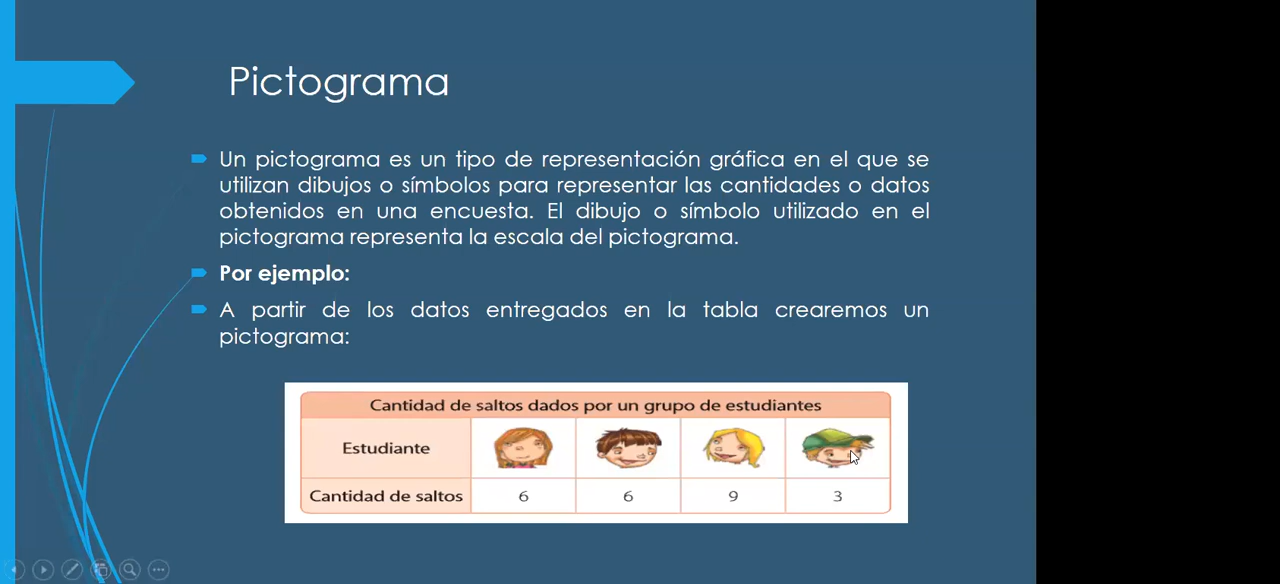 Pictograma
Un pictograma es un tipo de representación gráfica en el que se
utilizan dibujos o símbolos para representar las cantidades o datos
obtenidos en una encuesta. El dibujo o símbolo utilizado en el
pictograma representa la escala del pictograma.
Por ejemplo:
A partir de los datos entregados en la tabla crearemos un
pictograma:
Cantidad de saltos dados por un grupo de estudiantes
Estudiante
Cantidad de saltos 6 6 9 3